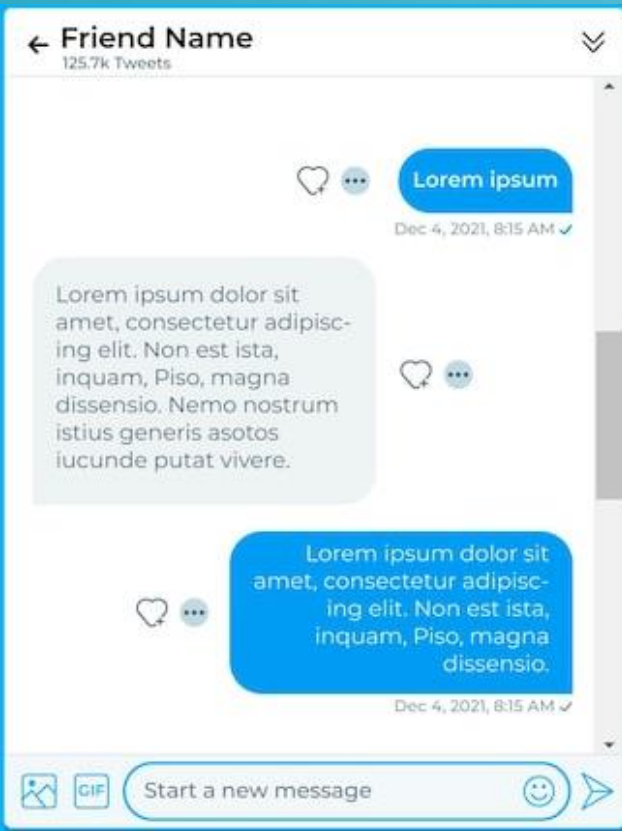 Friend Name
125.7k Tweets
Lorem ipsum
Dec 4, 2021, 8:15 AM
Lorem ipsum dolor sit
amet, consectetur adipisc-
ing elit. Non est ista,
inquam, Piso, magna
dissensio. Nemo nostrum
istius generis asotos
iucunde putat vivere.
Lorem ipsum dolor sit
amet, consectetur adipisc-
ing elit. Non est ista,
inquam, Piso, magna
dissensio.
Dec 4, 2021, 8:15 AM
GIF
Start a new message